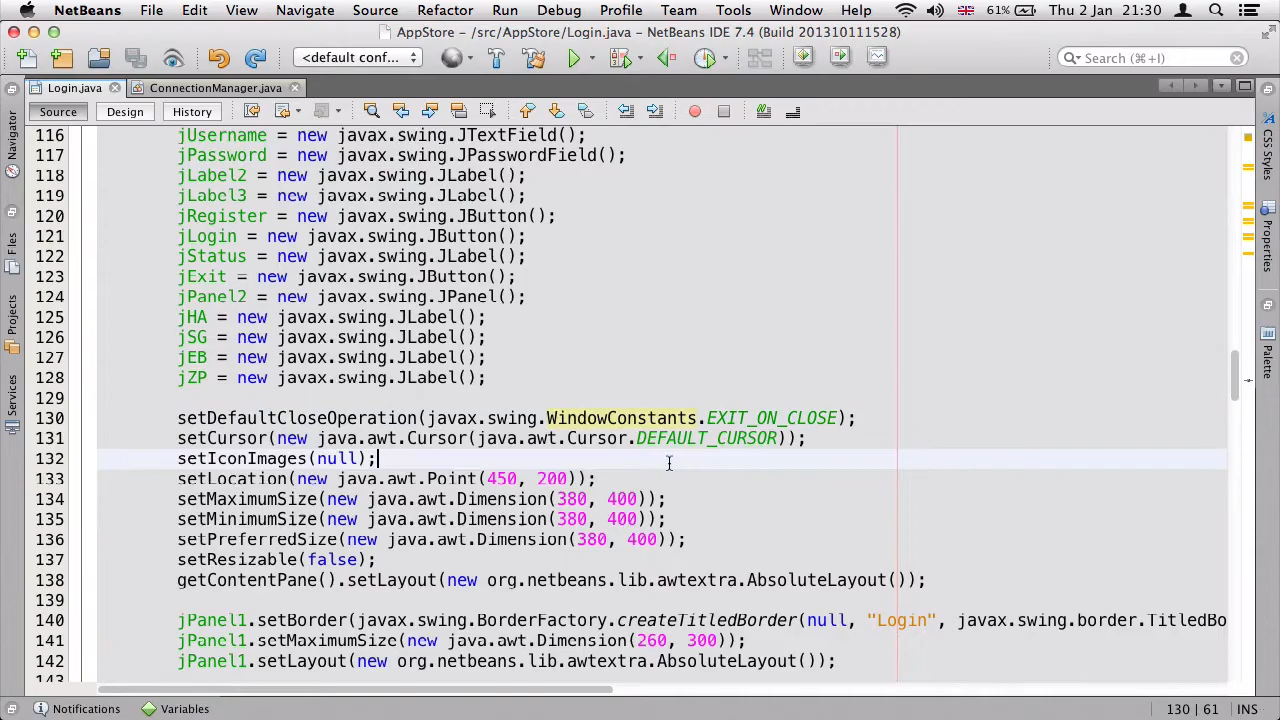 NetBeans File Edit View Navigate Source Refactor Run Debug Profile Team Tools Window Help 61% Thu 2 Jan 21:30
AppStore - /src/AppStore/Login.java - NetBeans IDE 7.4 (Build 201310111528)
<default conf... Search (⌘+I)
Login.java ConnectionManager.java
Source Design History
Navigator
Files
Projects
Services
116 jUsername = new javax.swing.JTextField();
117 jPassword = new javax.swing.JPasswordField();
118 jLabel2 = new javax.swing.JLabel();
119 jLabel3 = new javax.swing.JLabel();
120 jRegister = new javax.swing.JButton();
121 jLogin = new javax.swing.JButton();
122 jStatus = new javax.swing.JLabel();
123 jExit = new javax.swing.JButton();
124 jPanel2 = new javax.swing.JPanel();
125 jHA = new javax.swing.JLabel();
126 jSG = new javax.swing.JLabel();
127 jEB = new javax.swing.JLabel();
128 jZP = new javax.swing.JLabel();
129
130 setDefaultCloseOperation(javax.swing.WindowConstants.EXIT_ON_CLOSE);
131 setCursor(new java.awt.Cursor(java.awt.Cursor.DEFAULT_CURSOR));
132 setIconImages(null);
133 setLocation(new java.awt.Point(450, 200));
134 setMaximumSize(new java.awt.Dimension(380, 400));
135 setMinimumSize(new java.awt.Dimension(380, 400));
136 setPreferredSize(new java.awt.Dimension(380, 400));
137 setResizable(false);
138 getContentPane().setLayout(new org.netbeans.lib.awtextra.AbsoluteLayout());
139
140 jPanel1.setBorder(javax.swing.BorderFactory.createTitledBorder(null, "Login", javax.swing.border.TitledBo
141 jPanel1.setMaximumSize(new java.awt.Dimension(260, 300));
142 jPanel1.setLayout(new org.netbeans.lib.awtextra.AbsoluteLayout());
143
CSS Styles
Properties
Palette
Notifications Variables 130 | 61 INS